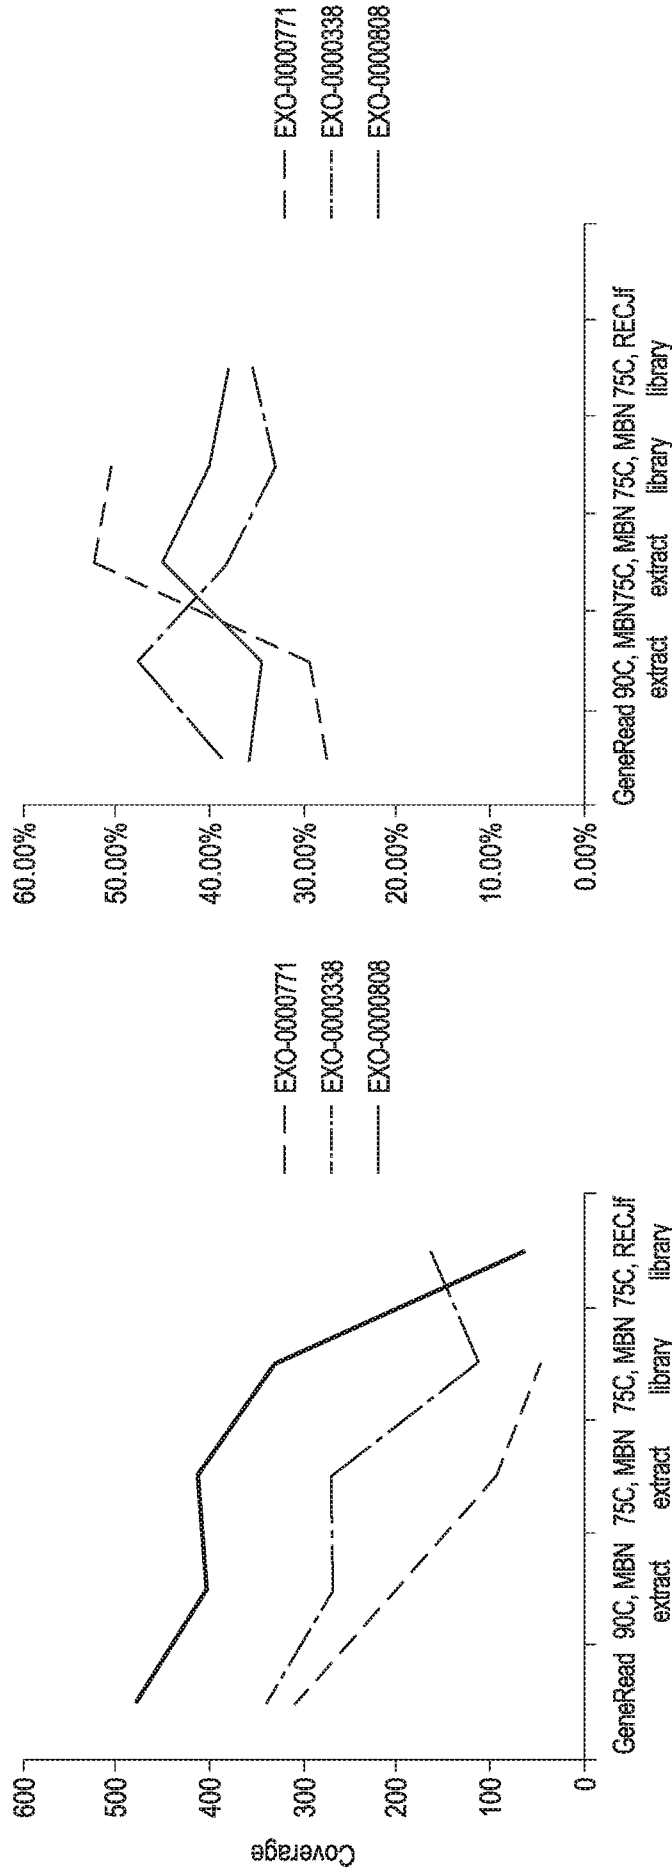 Coverage
600
500
400
300
200
100
0
GeneRead 90C, MBN 75C, MBN 75C, MBN 75C, RECJf
extract extract library library
EXO-0000771
EXO-0000338
EXO-0000808
60.00%
50.00%
40.00%
30.00%
20.00%
10.00%
0.00%
GeneRead 90C, MBN75C, MBN 75C, MBN 75C, RECJf
extract extract library library
EXO-0000771
EXO-0000338
EXO-0000808